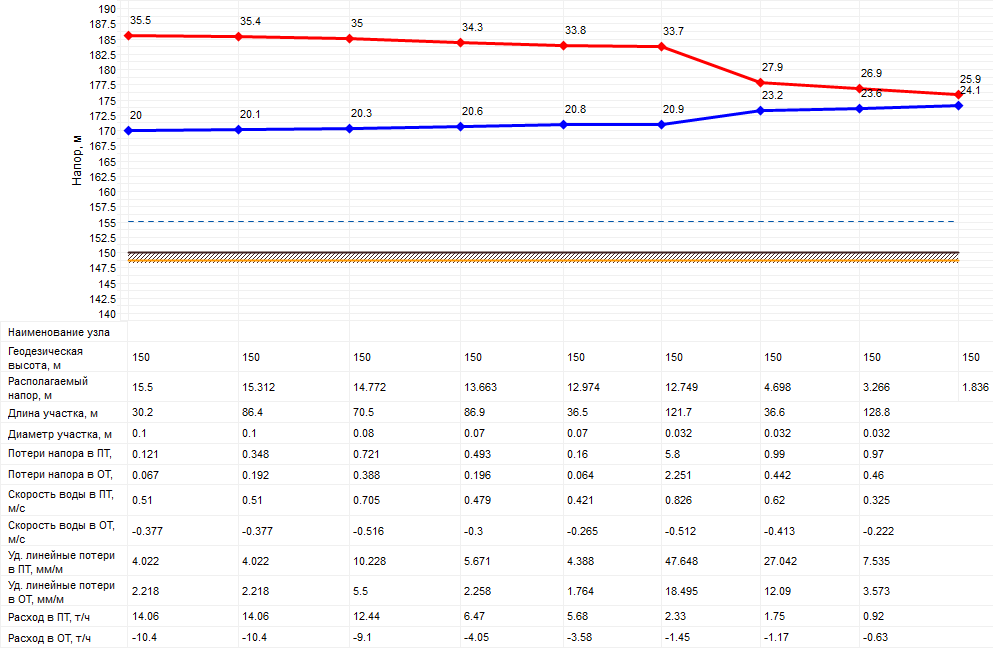 190
187.5
185
182.5
180
177.5
175
172.5
170
167.5
165
162.5
160
157.5
155
152.5
150
147.5
145
142.5
140
Напор, м
35.5 35.4 35 34.3 33.8 33.7 27.9 26.9 25.9
20 20.1 20.3 20.6 20.8 20.9 23.2 23.6 24.1
Наименование узла
Геодезическая
высота, м
150 150 150 150 150 150 150 150 150
Располагаемый
напор, м
15.5 15.312 14.772 13.663 12.974 12.749 4.698 3.266 1.836
Длина участка, м 30.2 86.4 70.5 86.9 36.5 121.7 36.6 128.8
Диаметр участка, м 0.1 0.1 0.08 0.07 0.07 0.032 0.032 0.032
Потери напора в ПТ, 0.121 0.348 0.721 0.493 0.16 5.8 0.99 0.97
Потери напора в ОТ, 0.067 0.192 0.388 0.196 0.064 2.251 0.442 0.46
Скорость воды в ПТ,
м/с
0.51 0.51 0.705 0.479 0.421 0.826 0.62 0.325
Скорость воды в ОТ,
м/с
-0.377 -0.377 -0.516 -0.3 -0.265 -0.512 -0.413 -0.222
Уд. линейные потери
в ПТ, мм/м
4.022 4.022 10.228 5.671 4.388 47.648 27.042 7.535
Уд. линейные потери
в ОТ, мм/м
2.218 2.218 5.5 2.258 1.764 18.495 12.09 3.573
Расход в ПТ, т/ч 14.06 14.06 12.44 6.47 5.68 2.33 1.75 0.92
Расход в ОТ, т/ч -10.4 -10.4 -9.1 -4.05 -3.58 -1.45 -1.17 -0.63